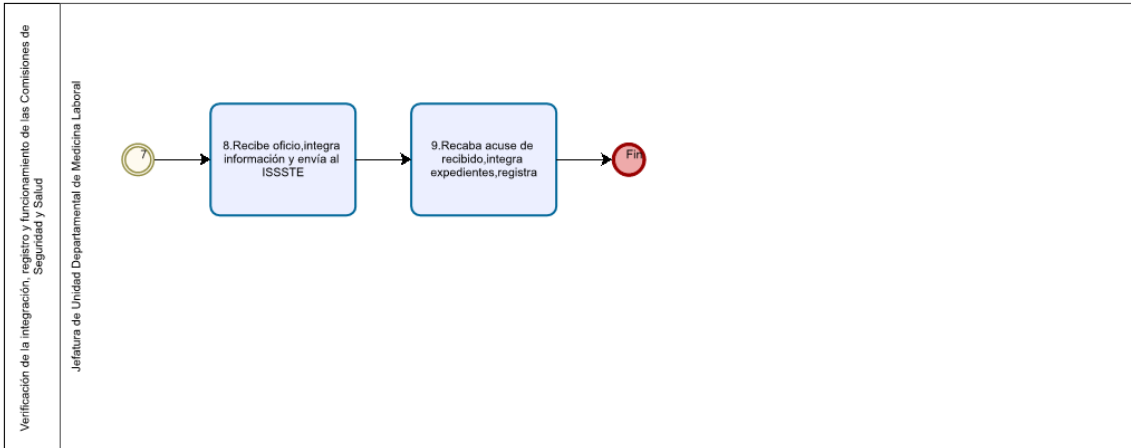 Verificación de la integración, registro y funcionamiento de las Comisiones de
Seguridad y Salud
Jefatura de Unidad Departamental de Medicina Laboral
7
8.Recibe oficio,integra
información y envía al
ISSSTE
9.Recaba acuse de
recibido,integra
expedientes,registra
Fin